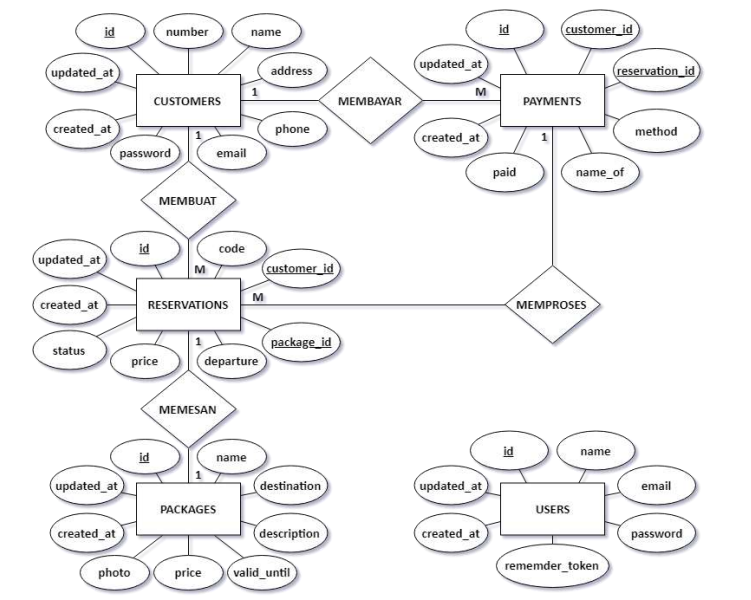 id
number
name
updated_at
address
CUSTOMERS
1
created_at
phone
password
1
email
MEMBAYAR
id
customer_id
updated_at
reservation_id
M
PAYMENTS
created_at
method
1
paid
name_of
MEMBUAT
id
code
updated_at
M
customer_id
created_at
RESERVATIONS
M
status
package_id
price
1
departure
MEMPROSES
MEMESAN
id
name
updated_at
1
destination
PACKAGES
created_at
description
photo
price
valid_until
id
name
updated_at
email
USERS
created_at
password
rememder_token